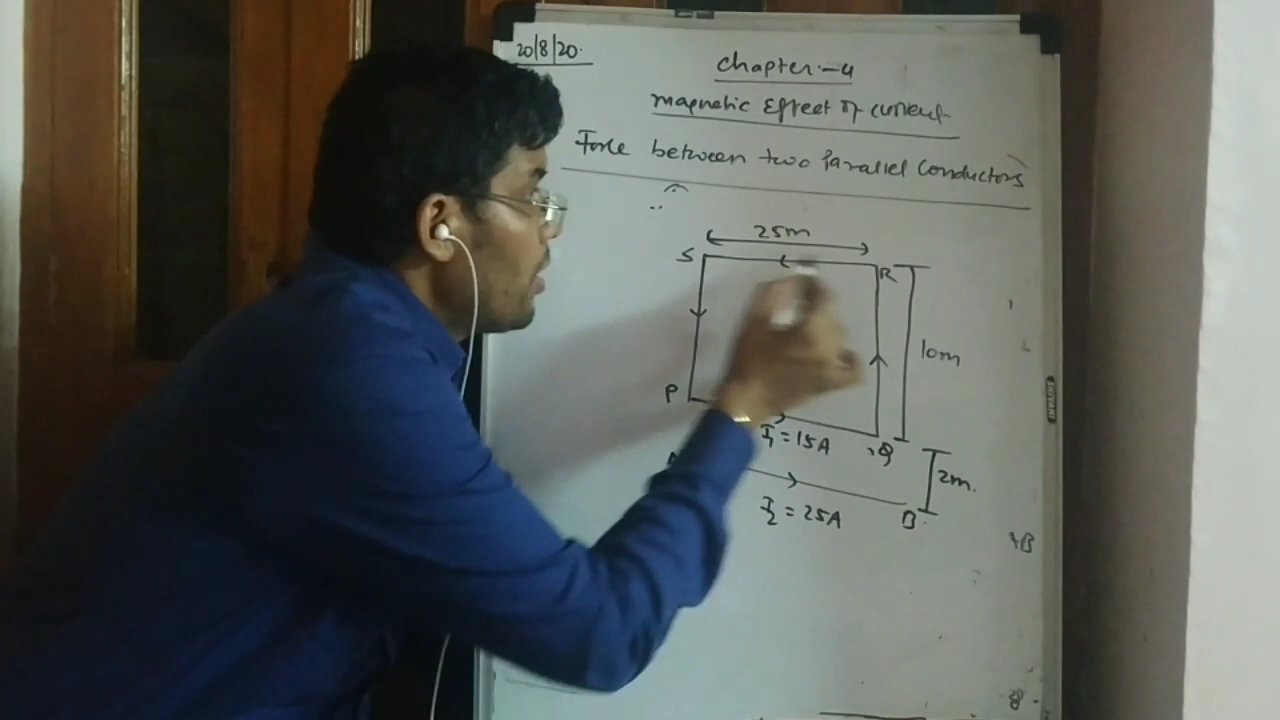 20/8/20.
Chapter:-4
Magnetic Effect of current
Force between two Parallel Conductors
25m
S
R
10m
P
I1 = 15A
Q
2m.
I2 = 25A
B